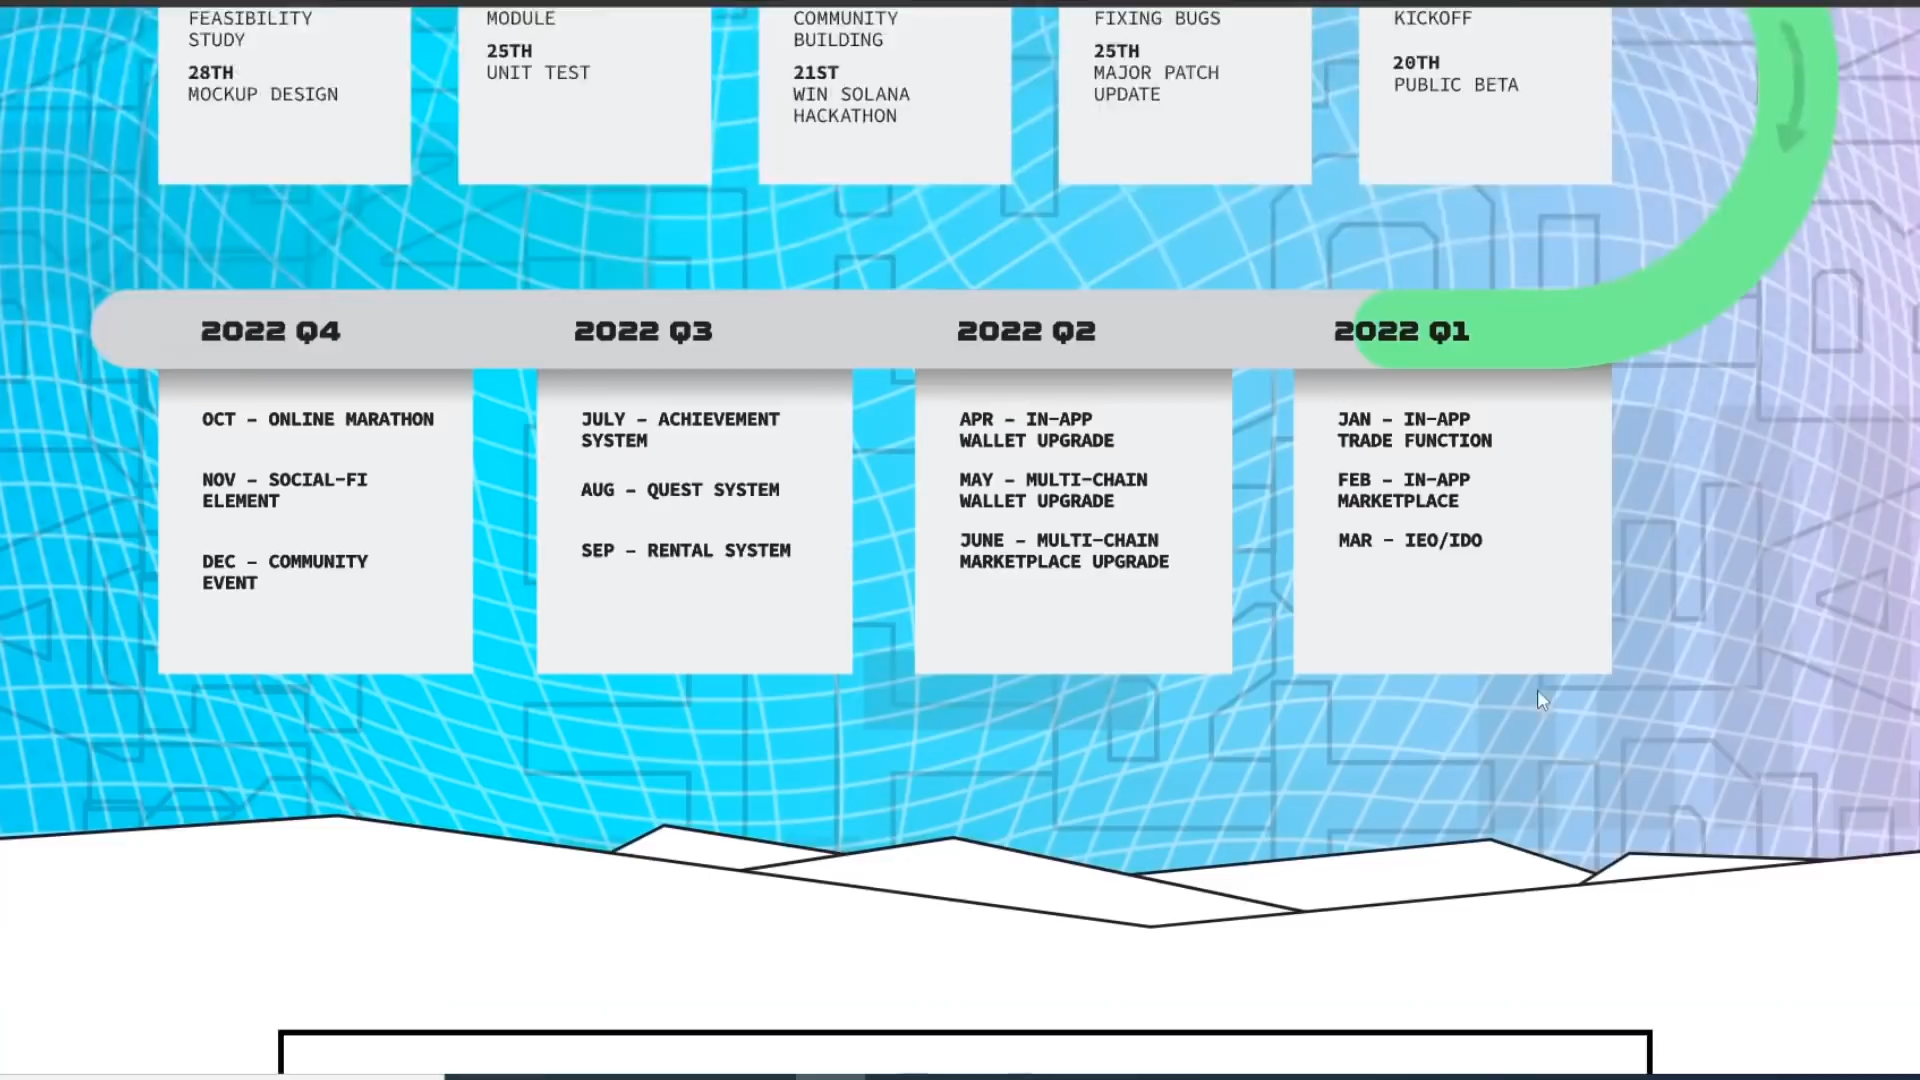 FEASIBILITY
STUDY
28TH
MOCKUP DESIGN
MODULE
25TH
UNIT TEST
COMMUNITY
BUILDING
21ST
WIN SOLANA
HACKATHON
FIXING BUGS
25TH
MAJOR PATCH
UPDATE
KICKOFF
20TH
PUBLIC BETA
2022 Q4
2022 Q3
2022 Q2
2022 Q1
OCT – ONLINE MARATHON
NOV – SOCIAL-FI
ELEMENT
DEC – COMMUNITY
EVENT
JULY – ACHIEVEMENT
SYSTEM
AUG – QUEST SYSTEM
SEP – RENTAL SYSTEM
APR – IN-APP
WALLET UPGRADE
MAY – MULTI-CHAIN
WALLET UPGRADE
JUNE – MULTI-CHAIN
MARKETPLACE UPGRADE
JAN – IN-APP
TRADE FUNCTION
FEB – IN-APP
MARKETPLACE
MAR – IEO/IDO